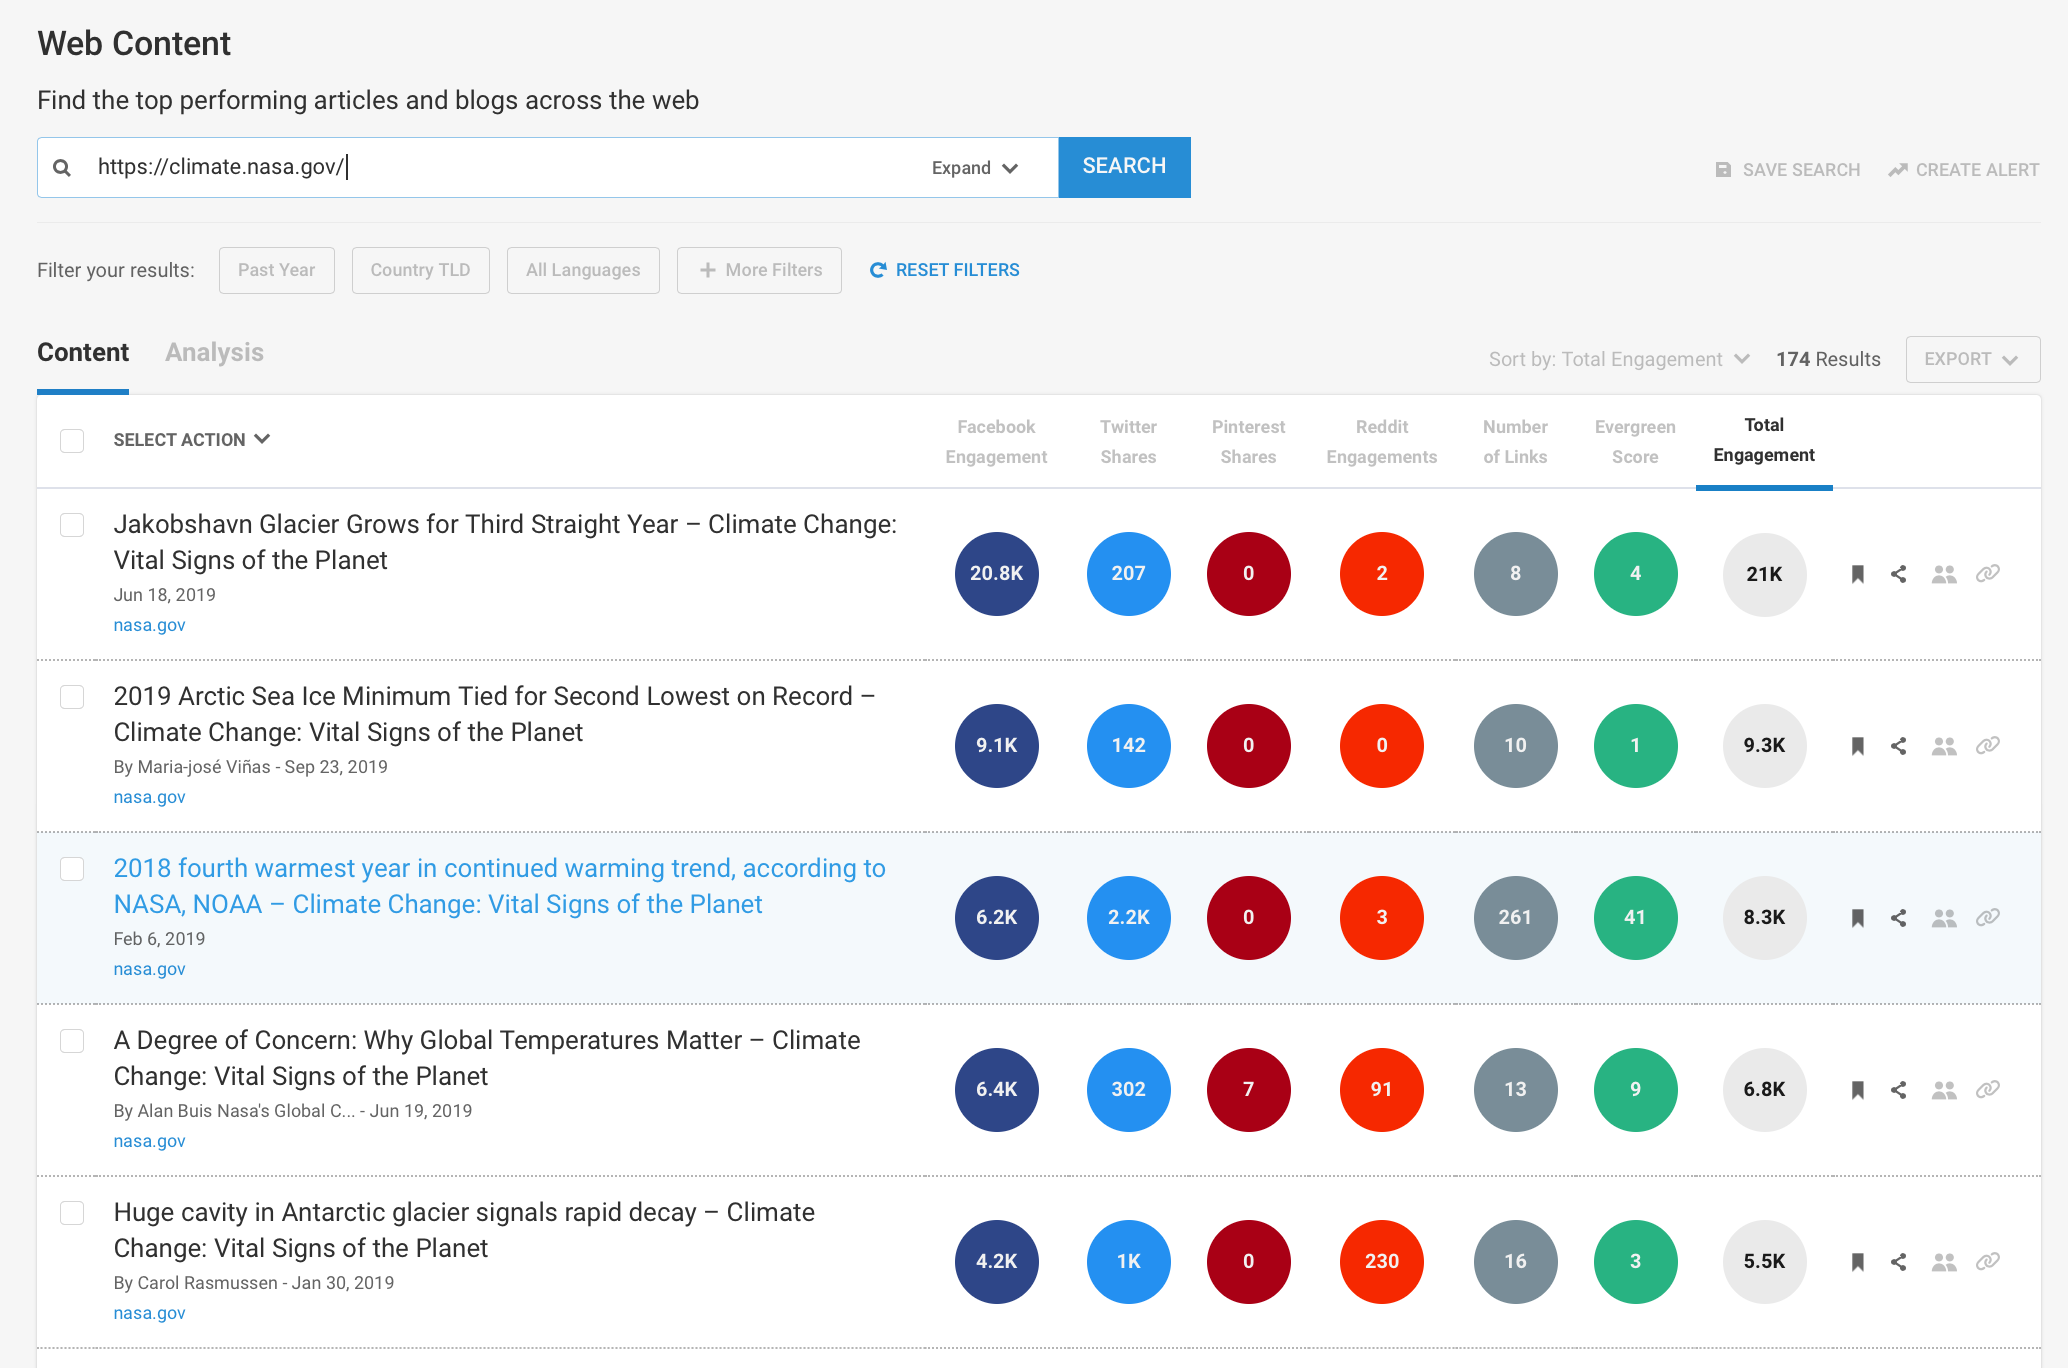 Web Content
Find the top performing articles and blogs across the web
https://climate.nasa.gov/
Expand
SEARCH
SAVE SEARCH
CREATE ALERT
Filter your results:
Past Year
Country TLD
All Languages
+ More Filters
RESET FILTERS
Content
Analysis
Sort by: Total Engagement
174 Results
EXPORT
SELECT ACTION
Facebook
Engagement
Twitter
Shares
Pinterest
Shares
Reddit
Engagements
Number
of Links
Evergreen
Score
Total
Engagement
Jakobshavn Glacier Grows for Third Straight Year – Climate Change:
Vital Signs of the Planet
Jun 18, 2019
nasa.gov
20.8K 207 0 2 8 4 21K
2019 Arctic Sea Ice Minimum Tied for Second Lowest on Record –
Climate Change: Vital Signs of the Planet
By Maria-josé Viñas - Sep 23, 2019
nasa.gov
9.1K 142 0 0 10 1 9.3K
2018 fourth warmest year in continued warming trend, according to
NASA, NOAA – Climate Change: Vital Signs of the Planet
Feb 6, 2019
nasa.gov
6.2K 2.2K 0 3 261 41 8.3K
A Degree of Concern: Why Global Temperatures Matter – Climate
Change: Vital Signs of the Planet
By Alan Buis Nasa's Global C... - Jun 19, 2019
nasa.gov
6.4K 302 7 91 13 9 6.8K
Huge cavity in Antarctic glacier signals rapid decay – Climate
Change: Vital Signs of the Planet
By Carol Rasmussen - Jan 30, 2019
nasa.gov
4.2K 1K 0 230 16 3 5.5K